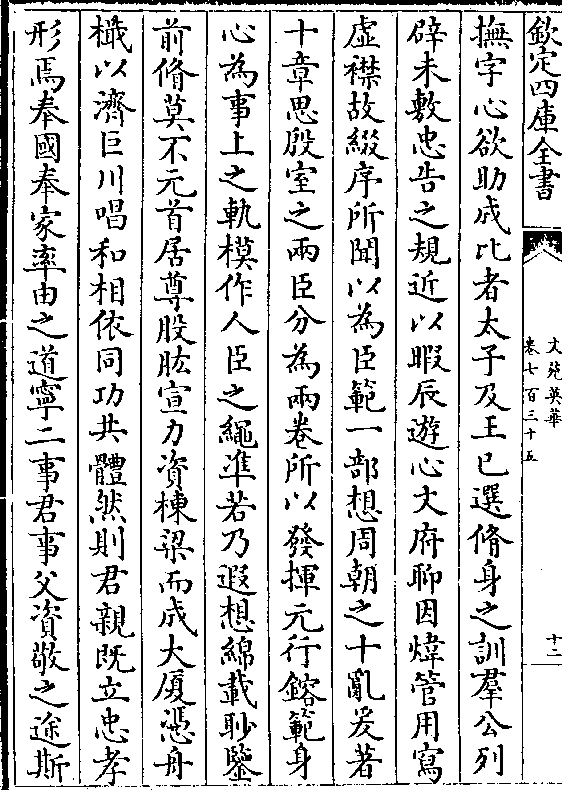 欽定四庫全書
文苑英華
卷七百三十五
十二
撫字心欲助成比者太子及王已選脩身之訓羣公列
辟未敷忠告之規近以暇辰遊心文府聊因煒管用寫
虛襟故綴序所聞以為臣範一部想周朝之十亂爰著
十章思殷室之兩臣分為兩卷所以發揮元行鎔範身
心為事上之軌模作人臣之繩準若乃遐想綿載眇鑒
前脩莫不元首居尊股肱宣力資棟梁而成大廈憑舟
檝以濟巨川唱和相依同功共體然則君親既立忠孝
形焉奉國奉家率由之道寧二事君事父資敬之途斯